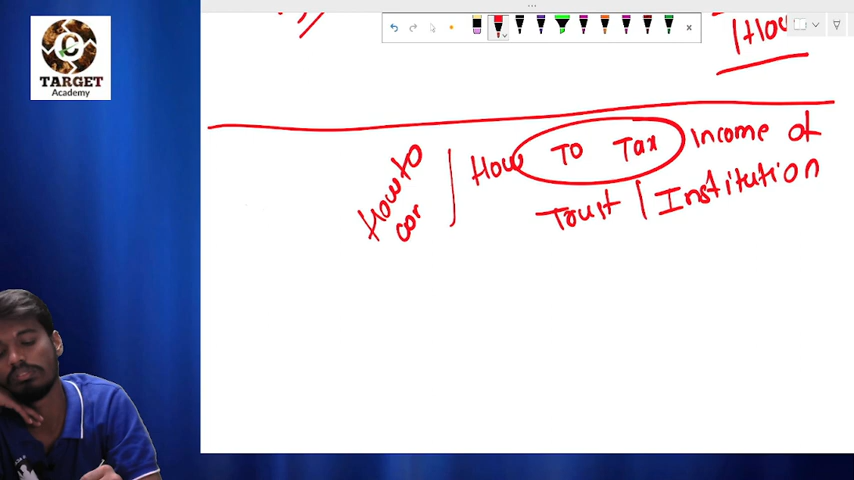 TARGET
Academy
How to
cor
How To Tax Income of
Trust | Institution